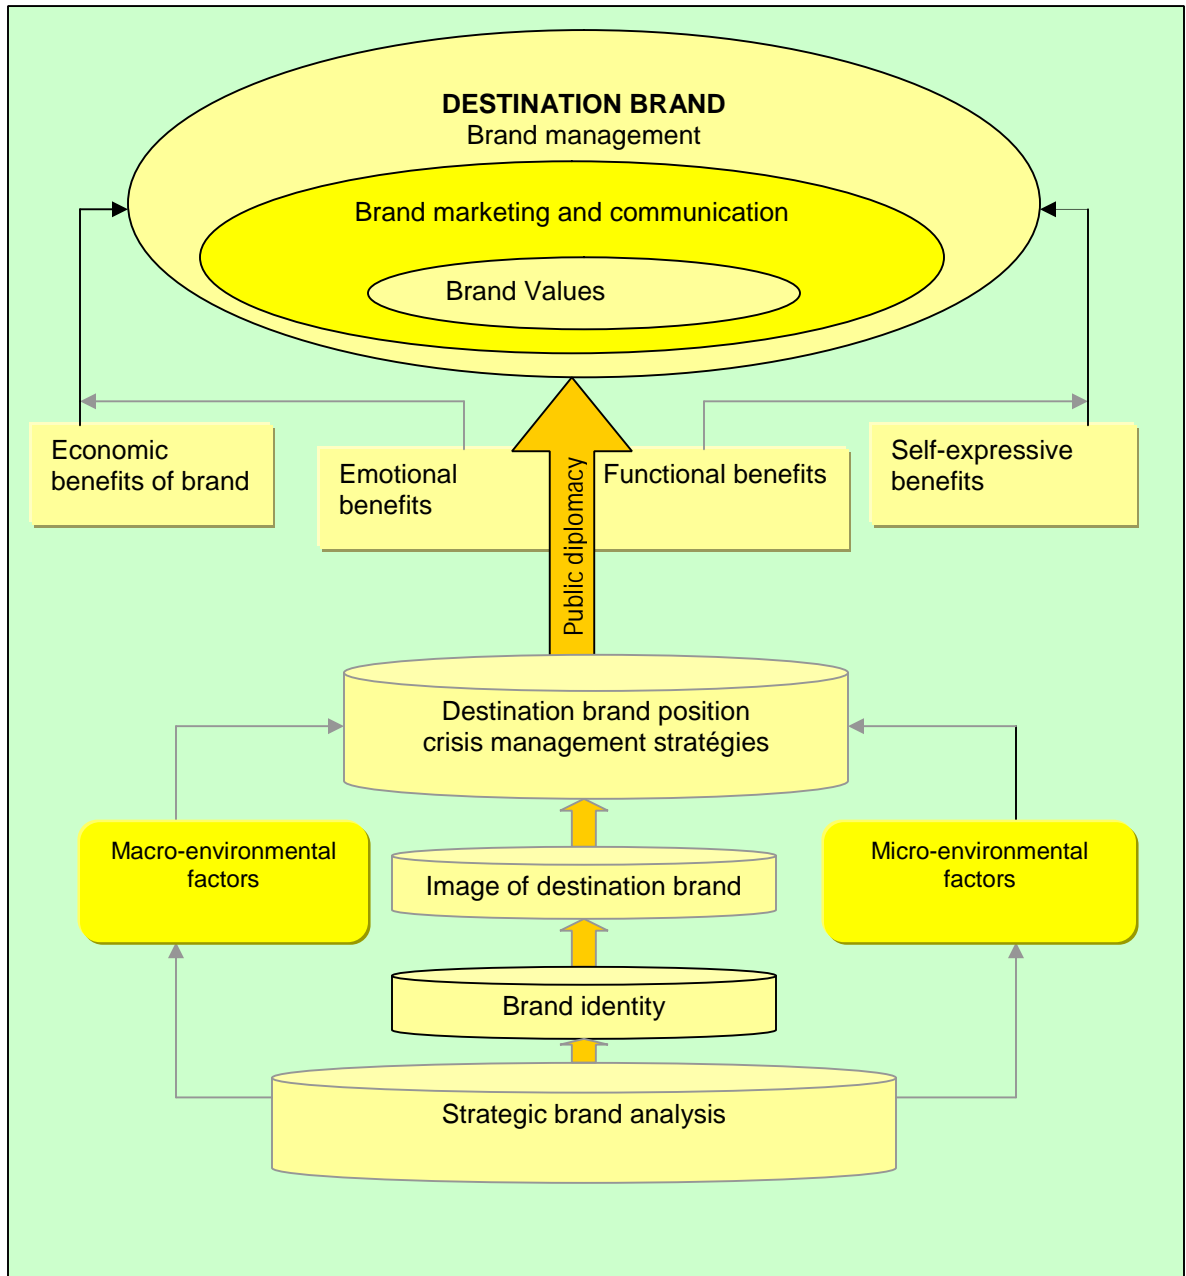 DESTINATION BRAND
Brand management
Brand marketing and communication
Brand Values
Economic
benefits of brand
Emotional
benefits
Public diplomacy
Functional benefits
Self-expressive
benefits
Destination brand position
crisis management stratégies
Macro-environmental
factors
Image of destination brand
Micro-environmental
factors
Brand identity
Strategic brand analysis